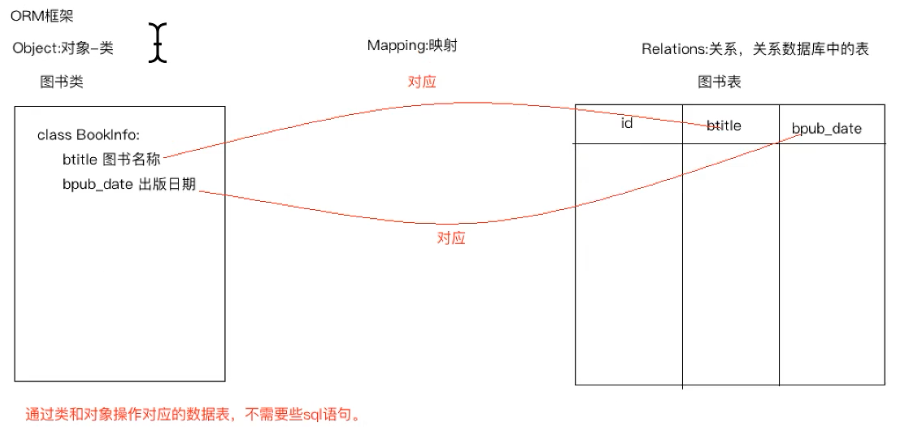 ORM框架
Object:对象-类
Mapping:映射
Relations:关系，关系数据库中的表
图书类
对应
图书表
class BookInfo:
btitle 图书名称
bpub_date 出版日期
id
btitle
bpub_date
对应
通过类和对象操作对应的数据表，不需要些sql语句。